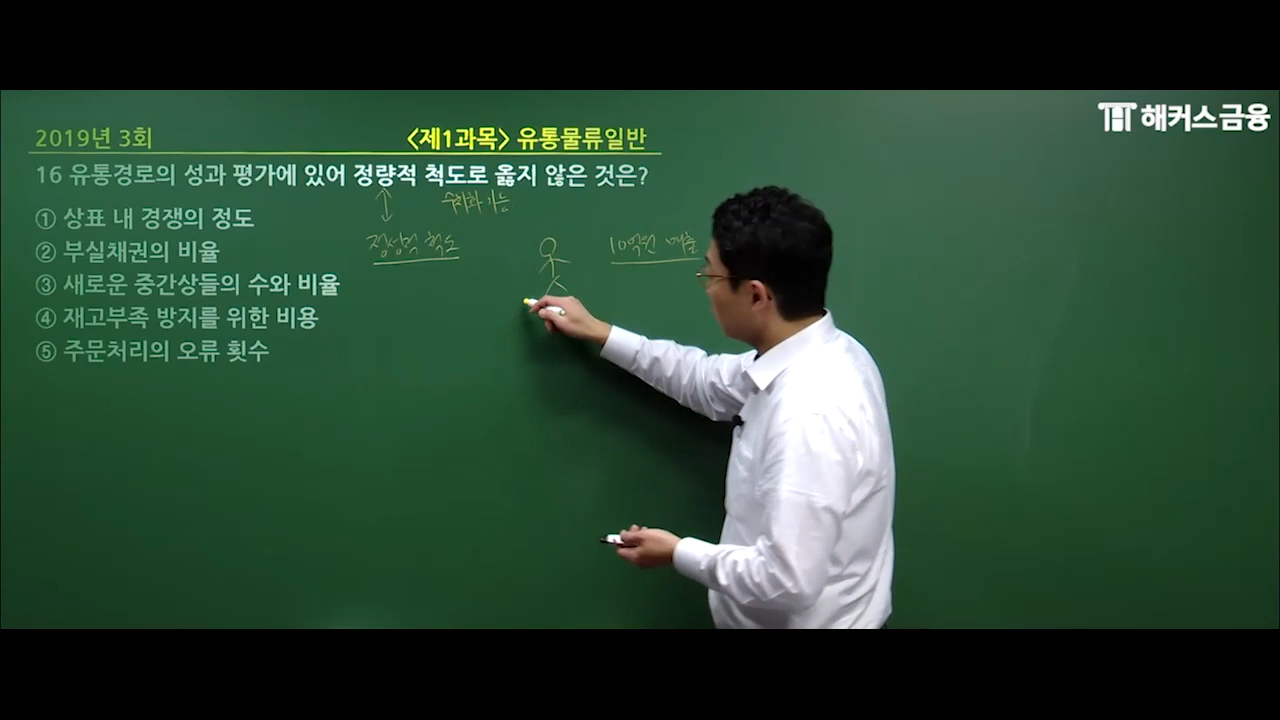 해커스금융
2019년 3회
<제1과목> 유통물류일반
16 유통경로의 성과 평가에 있어 정량적 척도로 옳지 않은 것은?
수치화 가능
① 상표 내 경쟁의 정도
정성적 척도
10억원 매출
② 부실채권의 비율
③ 새로운 중간상들의 수와 비율
④ 재고부족 방지를 위한 비용
⑤ 주문처리의 오류 횟수